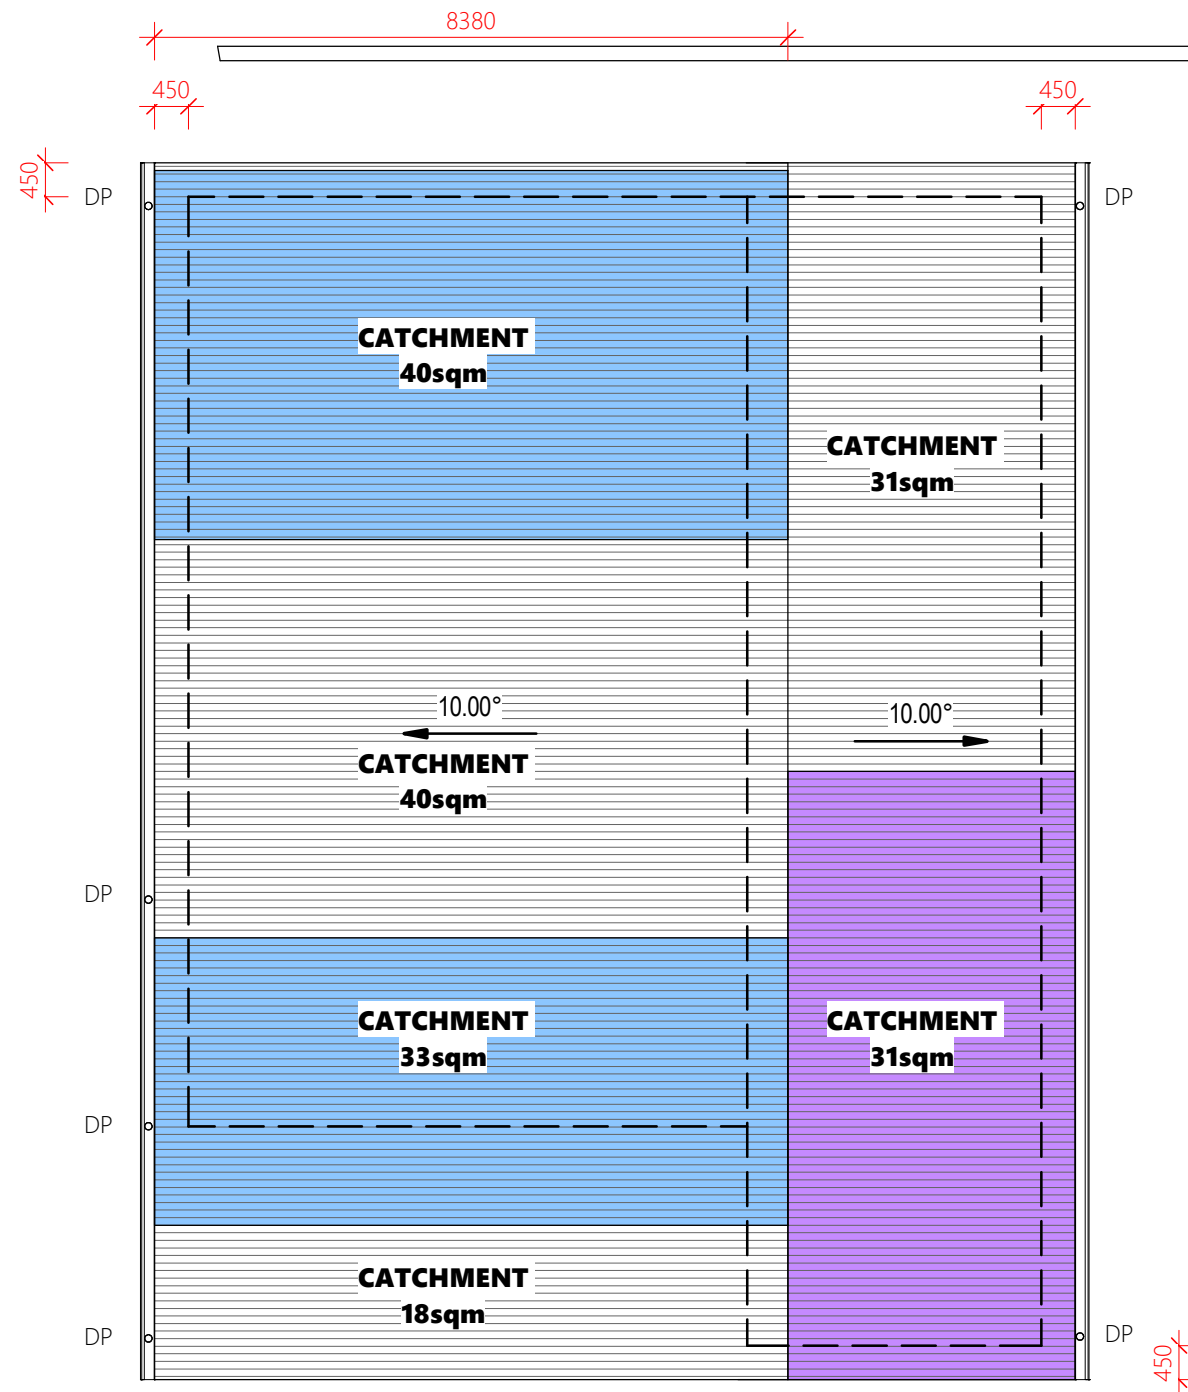 8380
450
450
450
DP
DP
CATCHMENT
40sqm
CATCHMENT
31sqm
10.00°
10.00°
CATCHMENT
40sqm
DP
CATCHMENT
33sqm
CATCHMENT
31sqm
DP
CATCHMENT
18sqm
DP
DP
450